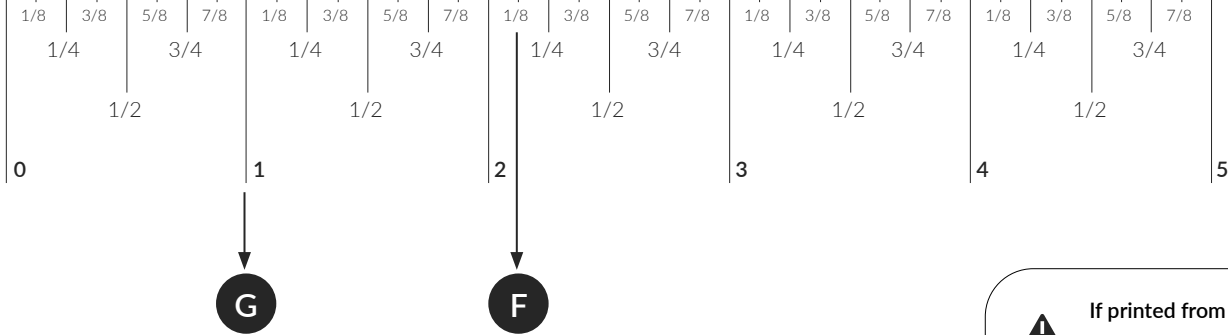 1/8 3/8 5/8 7/8 1/8 3/8 5/8 7/8 1/8 3/8 5/8 7/8 1/8 3/8 5/8 7/8 1/8 3/8 5/8 7/8
1/4 3/4 1/4 3/4 1/4 3/4 1/4 3/4 1/4 3/4
1/2 1/2 1/2 1/2 1/2
0 1 2 3 4 5
G F
If printed from